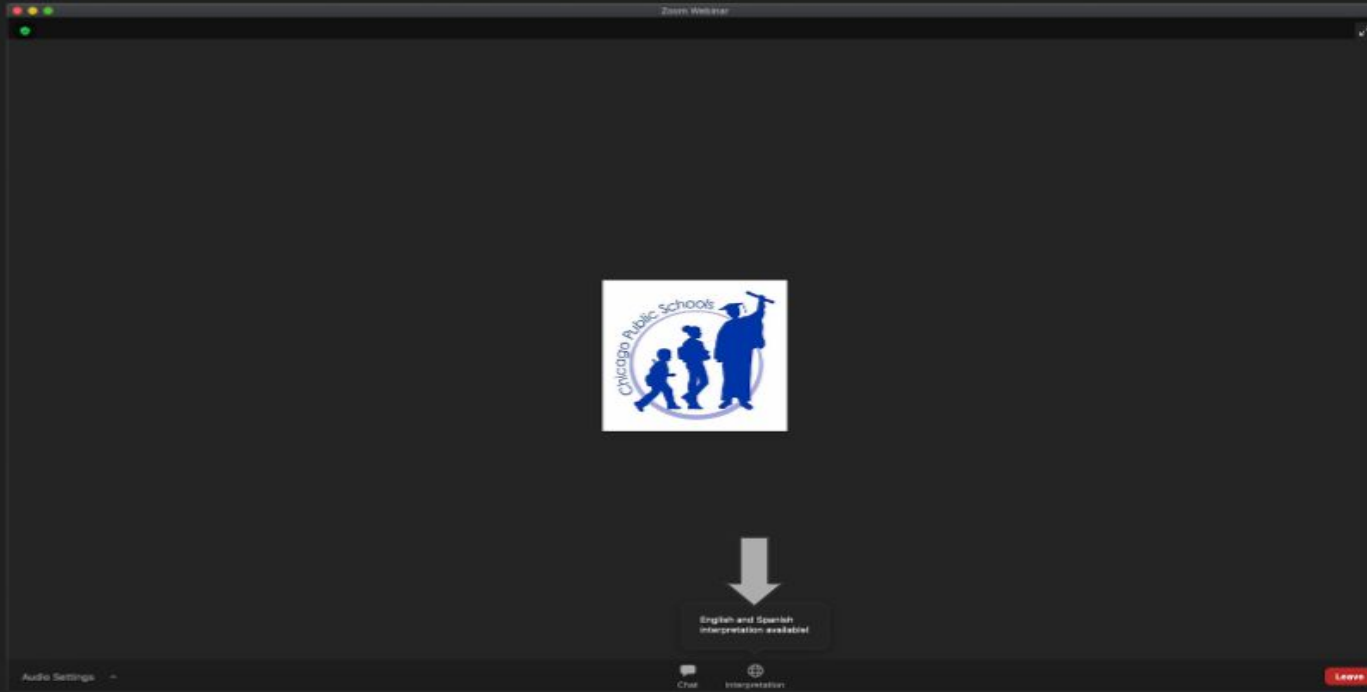 Zoom Webinar
Chicago Public Schools
English and Spanish
interpretation available!
Audio Settings
Chat
Interpretation
Leave